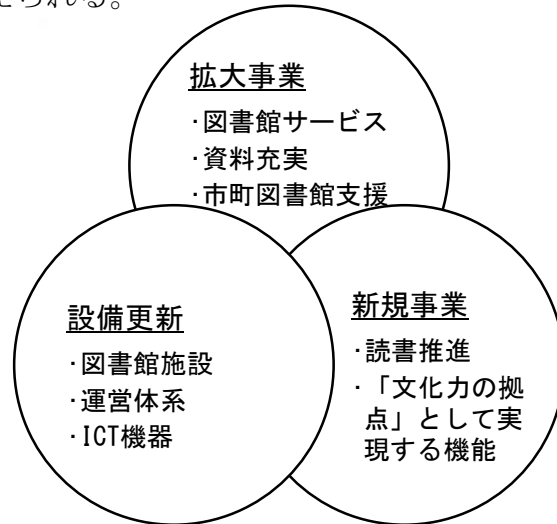 られる。
拡大事業
・図書館サービス
・資料充実
・市町図書館支援
設備更新
・図書館施設
・運営体系
・ICT機器
新規事業
・読書推進
・「文化力の拠
点」として実
現する機能